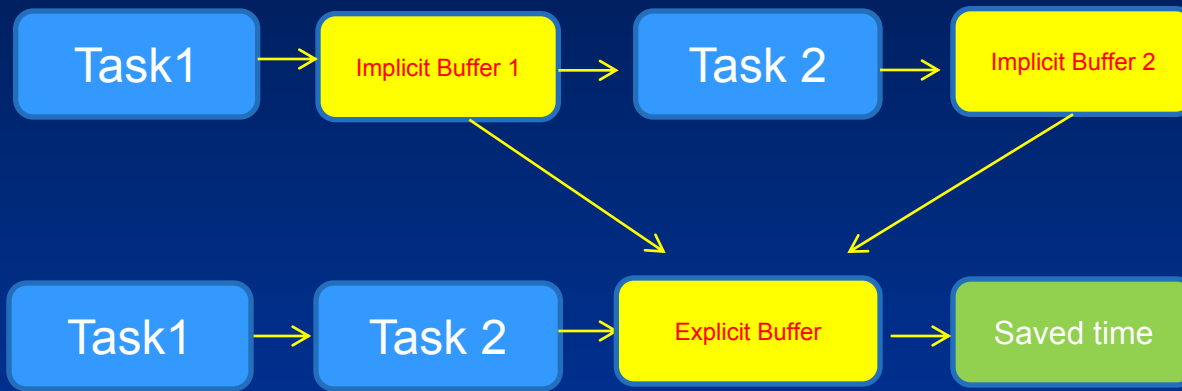 Task1
Implicit Buffer 1
Task 2
Implicit Buffer 2
Task1
Task 2
Explicit Buffer
Saved time